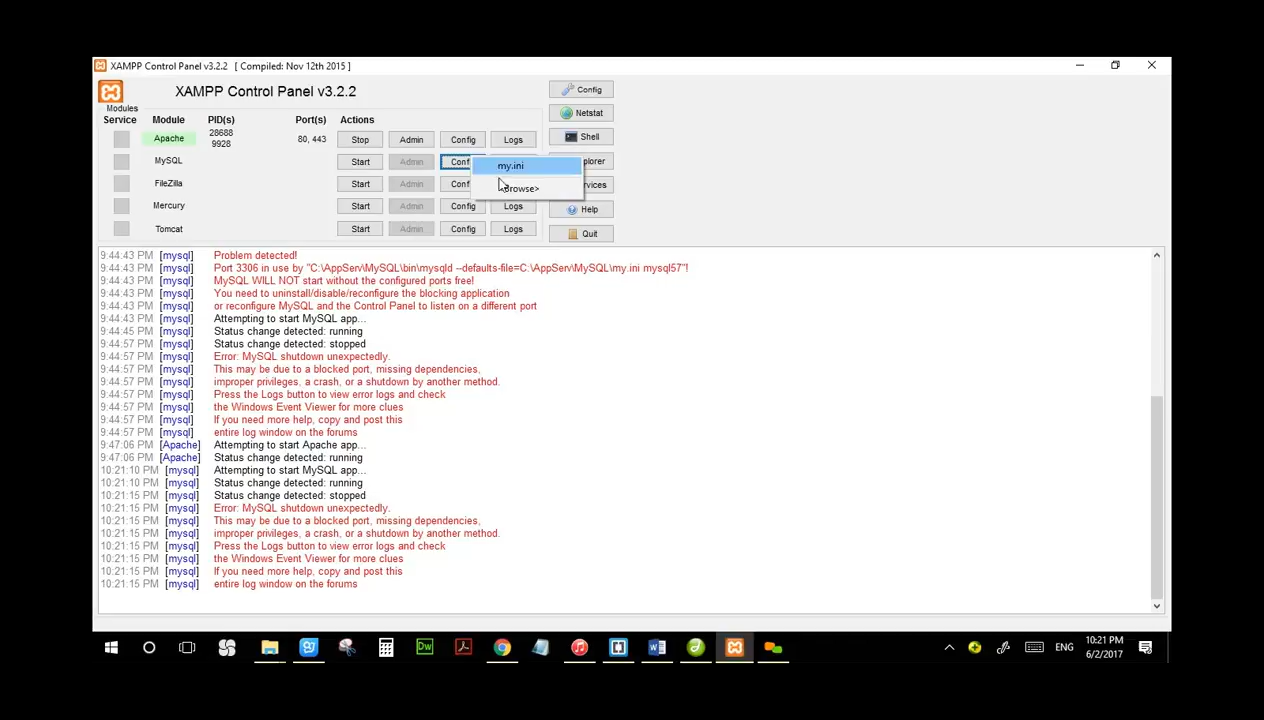 XAMPP Control Panel v3.2.2 [ Compiled: Nov 12th 2015 ]
XAMPP Control Panel v3.2.2
Config
Modules
Service Module PID(s) Port(s) Actions
Netstat
Apache 28688 9928 80, 443 Stop Admin Config Logs
Shell
MySQL Start Admin Conf
my.ini
plorer
FileZilla Start Admin Conf
Browse>
vices
Mercury Start Admin Config Logs
Help
Tomcat Start Admin Config Logs
Quit
9:44:43 PM [mysql] Problem detected!
9:44:43 PM [mysql] Port 3306 in use by "C:\AppServ\MySQL\bin\mysqld --defaults-file=C:\AppServ\MySQL\my.ini mysql57"!
9:44:43 PM [mysql] MySQL WILL NOT start without the configured ports free!
9:44:43 PM [mysql] You need to uninstall/disable/reconfigure the blocking application
9:44:43 PM [mysql] or reconfigure MySQL and the Control Panel to listen on a different port
9:44:43 PM [mysql] Attempting to start MySQL app...
9:44:45 PM [mysql] Status change detected: running
9:44:57 PM [mysql] Status change detected: stopped
9:44:57 PM [mysql] Error: MySQL shutdown unexpectedly.
9:44:57 PM [mysql] This may be due to a blocked port, missing dependencies,
9:44:57 PM [mysql] improper privileges, a crash, or a shutdown by another method.
9:44:57 PM [mysql] Press the Logs button to view error logs and check
9:44:57 PM [mysql] the Windows Event Viewer for more clues
9:44:57 PM [mysql] If you need more help, copy and post this
9:44:57 PM [mysql] entire log window on the forums
9:47:06 PM [Apache] Attempting to start Apache app...
9:47:06 PM [Apache] Status change detected: running
10:21:10 PM [mysql] Attempting to start MySQL app...
10:21:10 PM [mysql] Status change detected: running
10:21:15 PM [mysql] Status change detected: stopped
10:21:15 PM [mysql] Error: MySQL shutdown unexpectedly.
10:21:15 PM [mysql] This may be due to a blocked port, missing dependencies,
10:21:15 PM [mysql] improper privileges, a crash, or a shutdown by another method.
10:21:15 PM [mysql] Press the Logs button to view error logs and check
10:21:15 PM [mysql] the Windows Event Viewer for more clues
10:21:15 PM [mysql] If you need more help, copy and post this
10:21:15 PM [mysql] entire log window on the forums
Dw
ENG
10:21 PM
6/2/2017